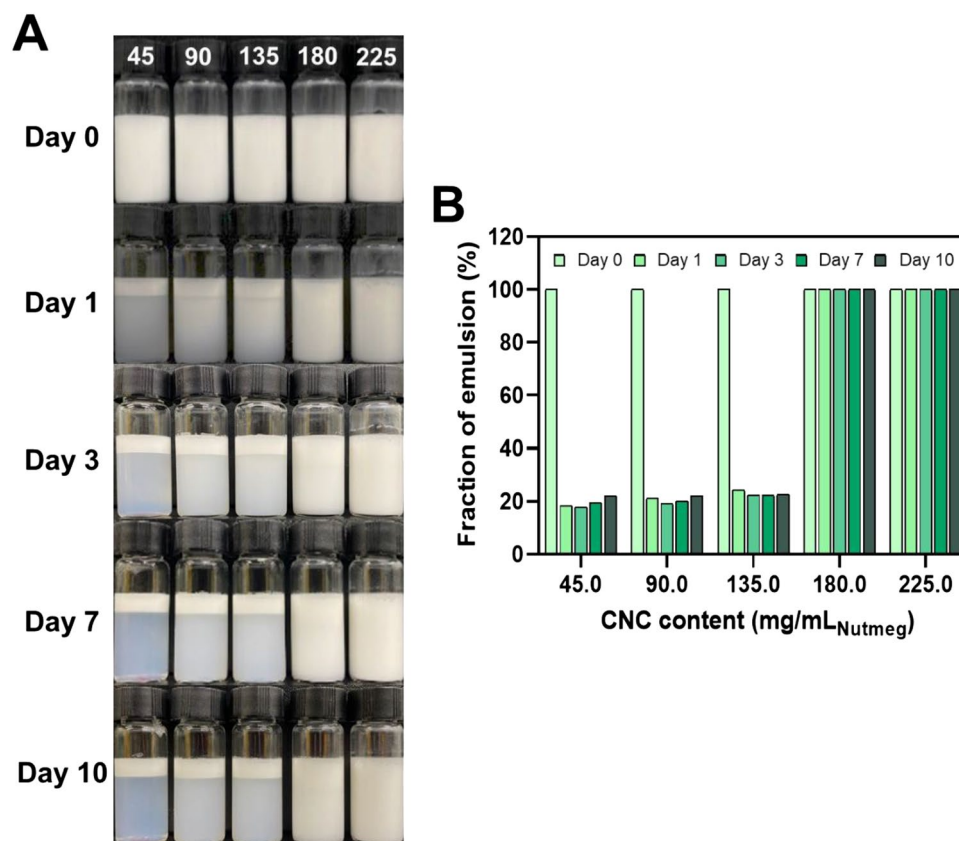 A
45 90 135 180 225
Day 0
Day 1
Day 3
Day 7
Day 10
B
Fraction of emulsion (%)
120
100
80
60
40
20
0
Day 0 Day 1 Day 3 Day 7 Day 10
45.0 90.0 135.0 180.0 225.0
CNC content (mg/mLNutmeg)